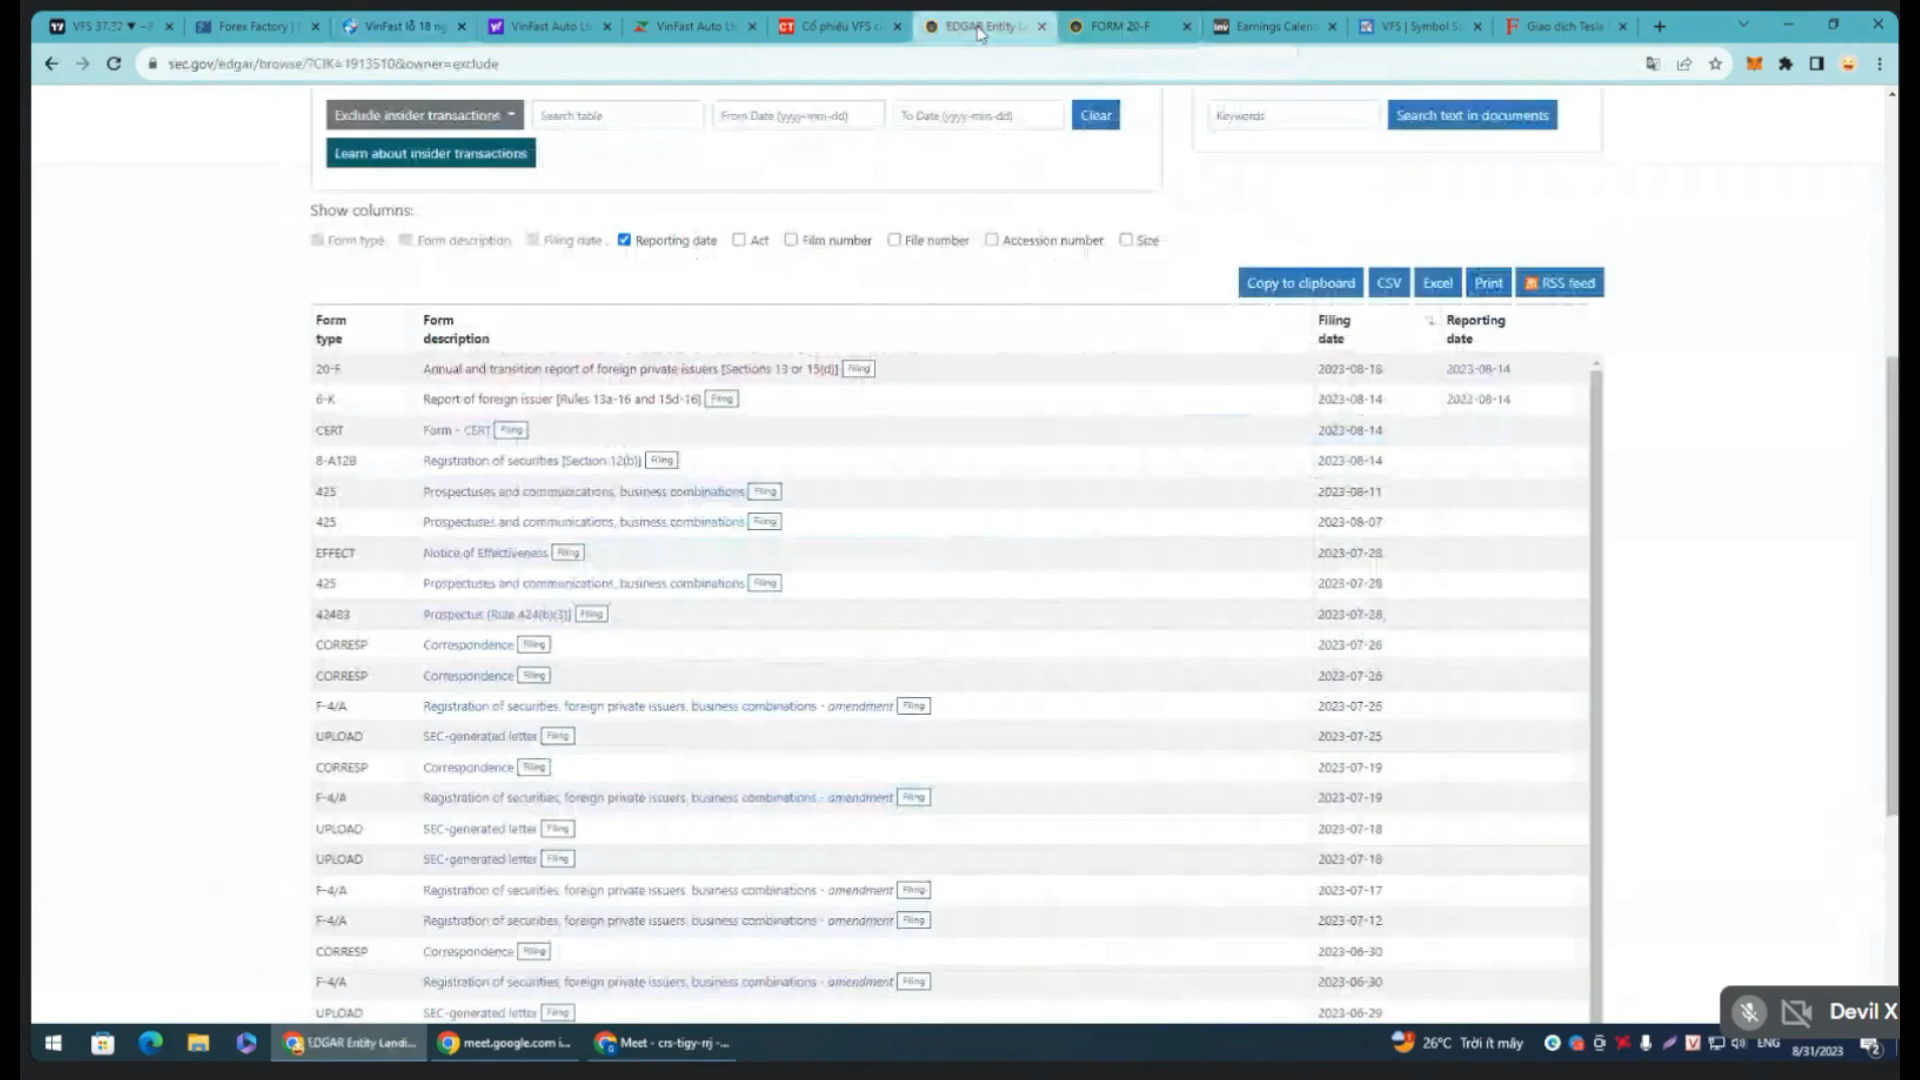 VFS 37.37 ▼ −
Forex Factory | F
VinFast lỗ 18 ng
VinFast Auto Lt
VinFast Auto Lt
Cổ phiếu VFS c
EDGAR Entity La
FORM 20-F
Earnings Calen
VFS | Symbol S
Giao dịch Tesla
sec.gov/edgar/browse/?CIK=1913510&owner=exclude
Exclude insider transactions
Search table
From Date (yyyy-mm-dd)
To Date (yyyy-mm-dd)
Clear
Keywords
Search text in documents
Learn about insider transactions
Show columns:
Form type
Form description
Filing date
Reporting date
Act
Film number
File number
Accession number
Size
Copy to clipboard
CSV
Excel
Print
RSS feed
Form type
Form description
Filing date
Reporting date
20-F Annual and transition report of foreign private issuers [Sections 13 or 15(d)] Filing 2023-08-18 2023-08-14
6-K Report of foreign issuer [Rules 13a-16 and 15d-16] Filing 2023-08-14 2023-08-14
CERT Form - CERT Filing 2023-08-14
8-A12B Registration of securities [Section 12(b)] Filing 2023-08-14
425 Prospectuses and communications, business combinations Filing 2023-08-11
425 Prospectuses and communications, business combinations Filing 2023-08-07
EFFECT Notice of Effectiveness Filing 2023-07-28
425 Prospectuses and communications, business combinations Filing 2023-07-28
424B3 Prospectus [Rule 424(b)(3)] Filing 2023-07-28
CORRESP Correspondence Filing 2023-07-26
CORRESP Correspondence Filing 2023-07-26
F-4/A Registration of securities, foreign private issuers, business combinations - amendment Filing 2023-07-26
UPLOAD SEC-generated letter Filing 2023-07-25
CORRESP Correspondence Filing 2023-07-19
F-4/A Registration of securities, foreign private issuers, business combinations - amendment Filing 2023-07-19
UPLOAD SEC-generated letter Filing 2023-07-18
UPLOAD SEC-generated letter Filing 2023-07-18
F-4/A Registration of securities, foreign private issuers, business combinations - amendment Filing 2023-07-17
F-4/A Registration of securities, foreign private issuers, business combinations - amendment Filing 2023-07-12
CORRESP Correspondence Filing 2023-06-30
F-4/A Registration of securities, foreign private issuers, business combinations - amendment Filing 2023-06-30
UPLOAD SEC-generated letter Filing 2023-06-29
Devil X
EDGAR Entity Landi...
meet.google.com i...
Meet - crs-tigy-rrj -...
26°C Trời ít mây
ENG
8/31/2023
2